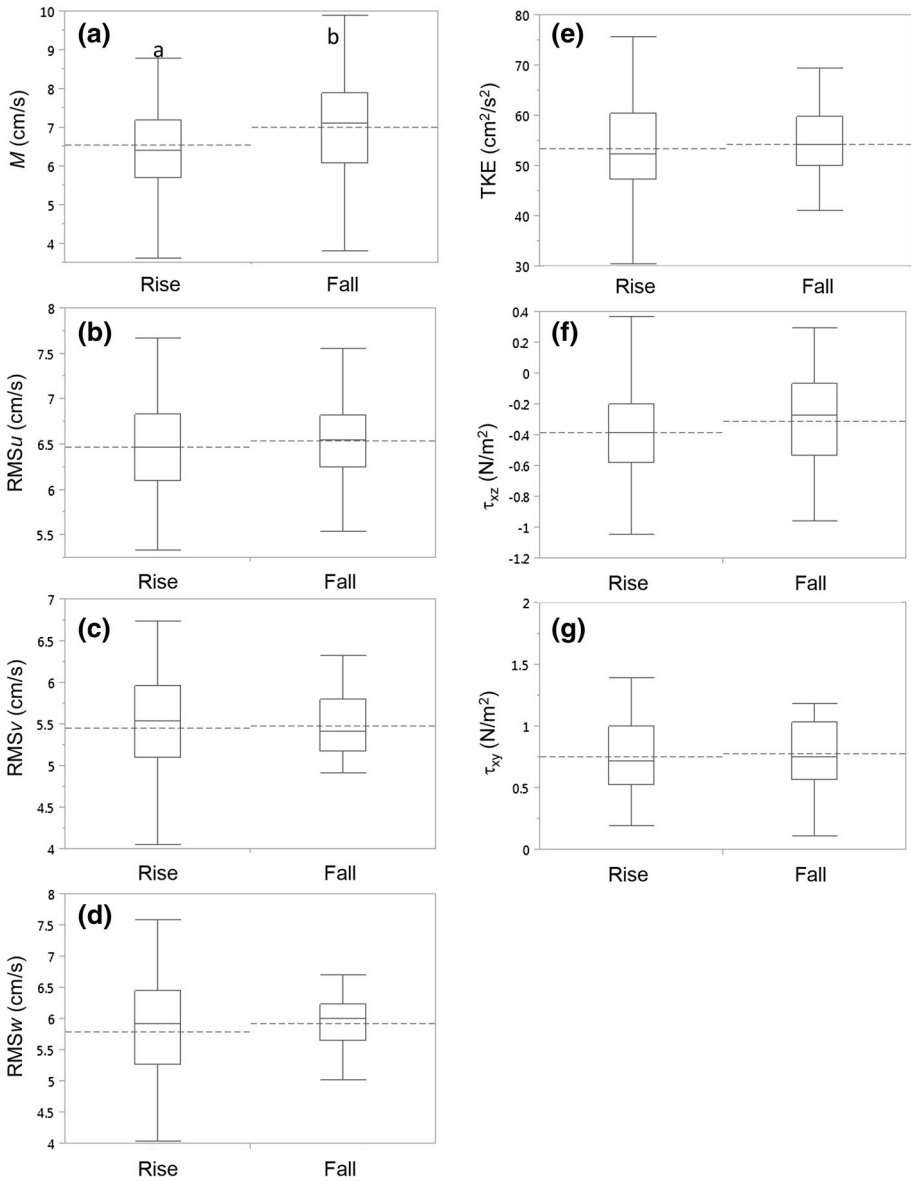 (a)
a
b
M (cm/s)
10
9
8
7
6
5
4
Rise
Fall
(b)
RMSu (cm/s)
8
7.5
7
6.5
6
5.5
Rise
Fall
(c)
RMSv (cm/s)
7
6.5
6
5.5
5
4.5
4
Rise
Fall
(d)
RMSw (cm/s)
8
7.5
7
6.5
6
5.5
5
4.5
4
Rise
Fall
(e)
TKE (cm²/s²)
80
70
60
50
40
30
Rise
Fall
(f)
τxz (N/m²)
0.4
0.2
0
-0.2
-0.4
-0.6
-0.8
-1
-1.2
Rise
Fall
(g)
τxy (N/m²)
2
1.5
1
0.5
0
Rise
Fall